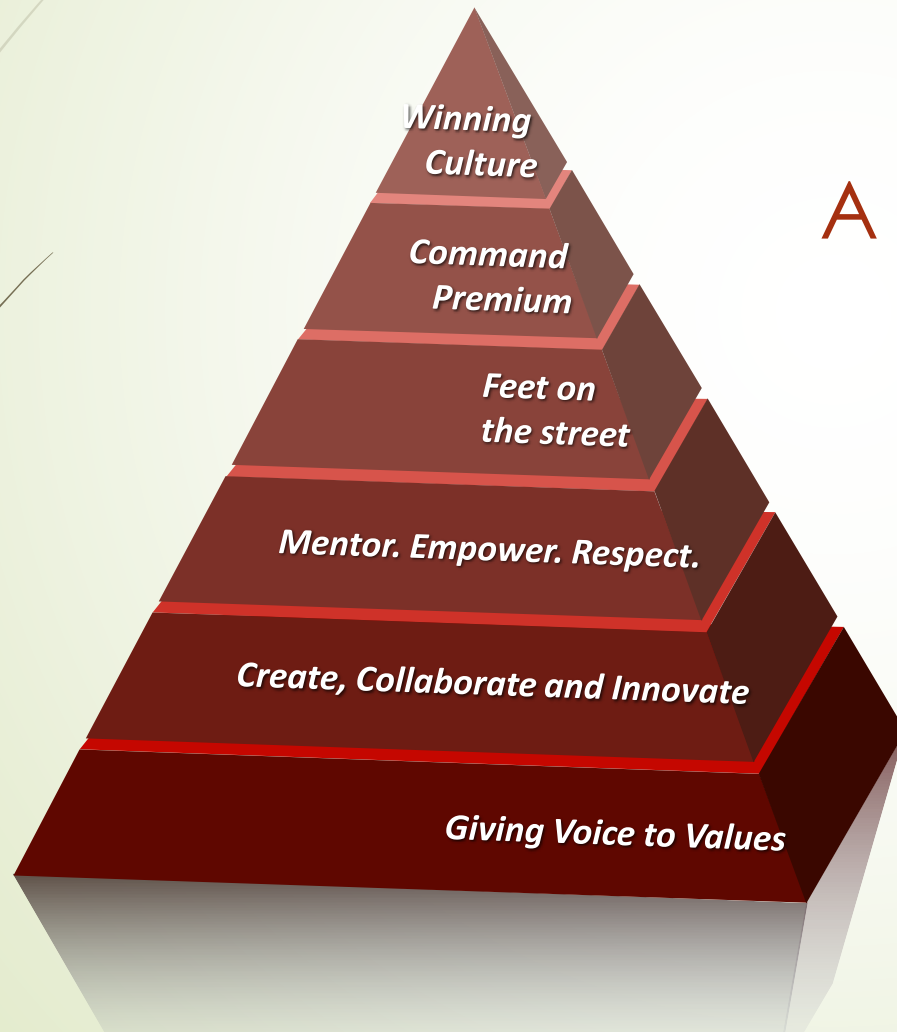 Winning
Culture
A
Command
Premium
Feet on
the street
Mentor. Empower. Respect.
Create, Collaborate and Innovate
Giving Voice to Values